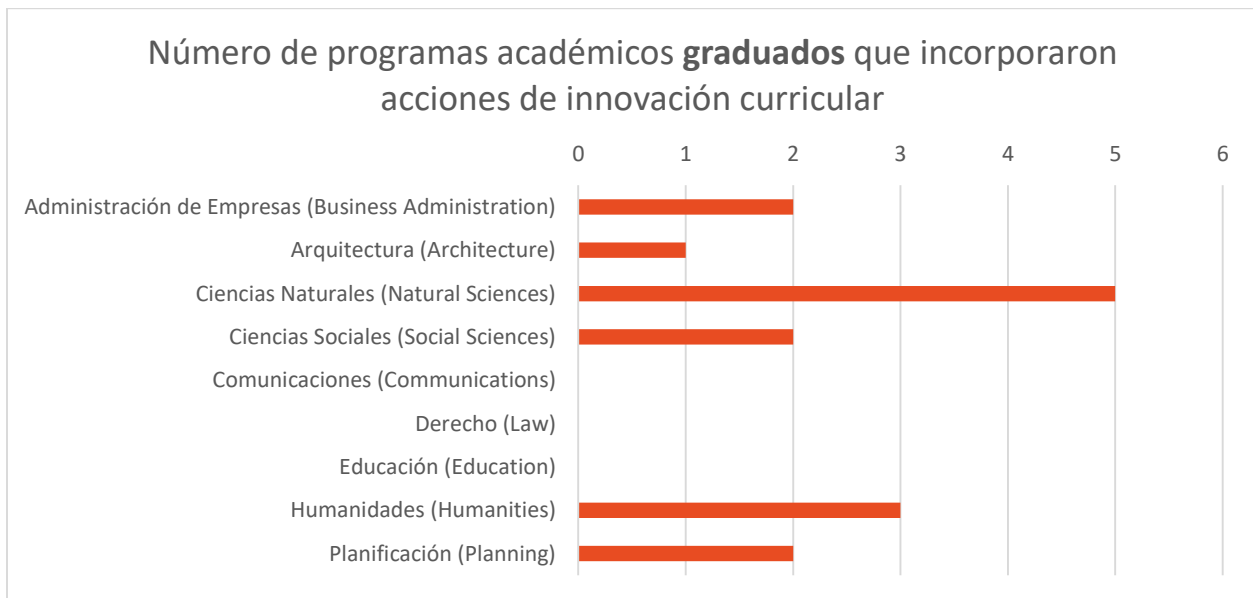 Número de programas académicos graduados que incorporaron
acciones de innovación curricular
0 1 2 3 4 5 6
Administración de Empresas (Business Administration)
Arquitectura (Architecture)
Ciencias Naturales (Natural Sciences)
Ciencias Sociales (Social Sciences)
Comunicaciones (Communications)
Derecho (Law)
Educación (Education)
Humanidades (Humanities)
Planificación (Planning)